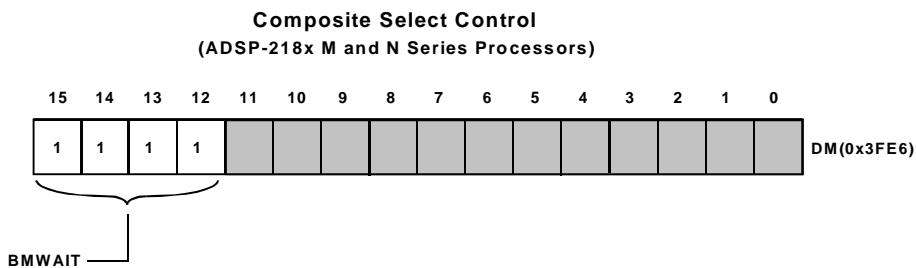 Composite Select Control
(ADSP-218x M and N Series Processors)
15 14 13 12 11 10 9 8 7 6 5 4 3 2 1 0
1 1 1 1 DM(0x3FE6)
BMWAIT